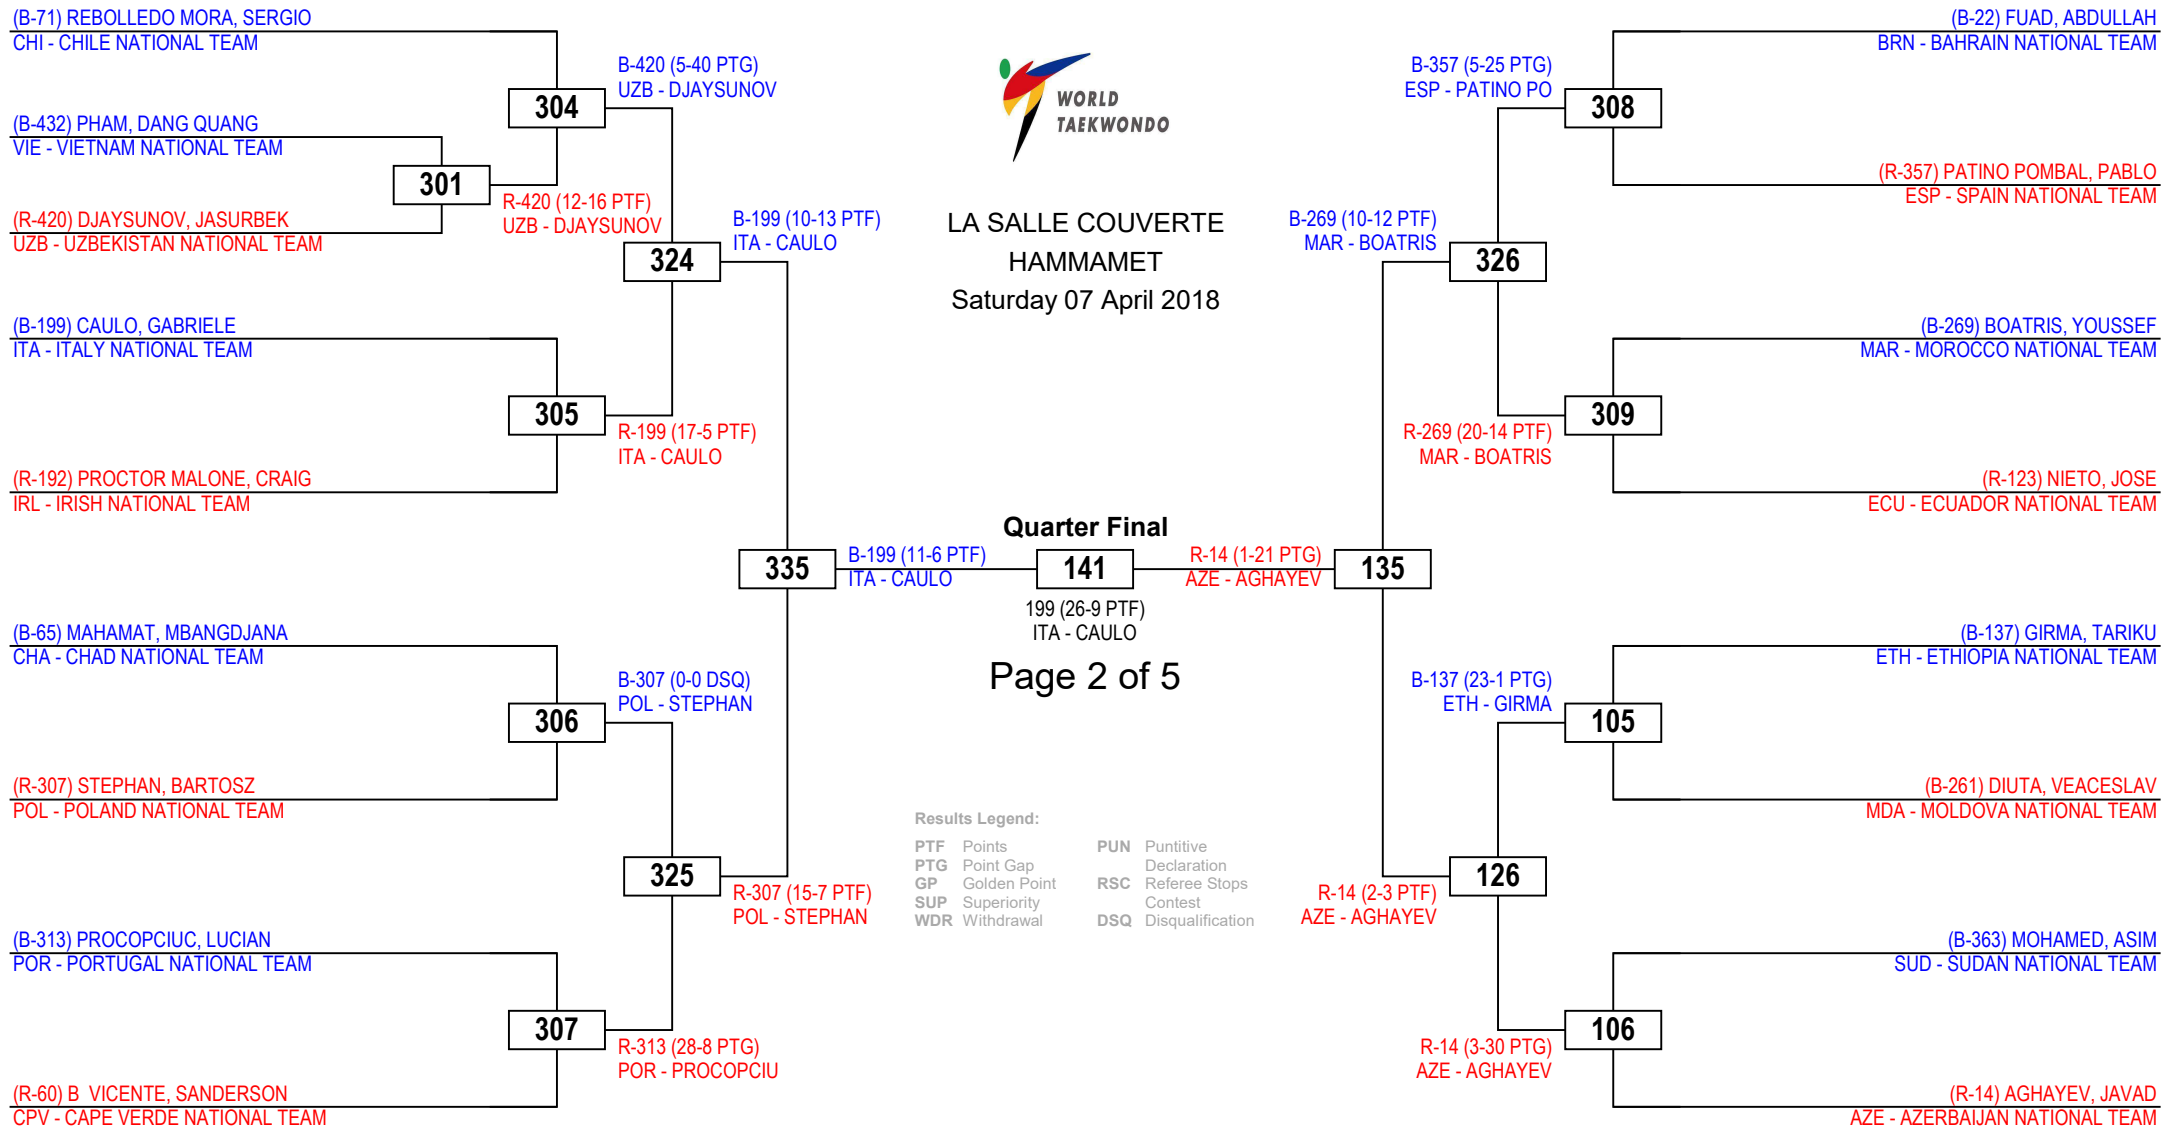 (B-71) REBOLLEDO MORA, SERGIO
CHI - CHILE NATIONAL TEAM
(B-432) PHAM, DANG QUANG
VIE - VIETNAM NATIONAL TEAM
(R-420) DJAYSUNOV, JASURBEK
UZB - UZBEKISTAN NATIONAL TEAM
(B-199) CAULO, GABRIELE
ITA - ITALY NATIONAL TEAM
(R-192) PROCTOR MALONE, CRAIG
IRL - IRISH NATIONAL TEAM
(B-65) MAHAMAT, MBANGDJANA
CHA - CHAD NATIONAL TEAM
(R-307) STEPHAN, BARTOSZ
POL - POLAND NATIONAL TEAM
(B-313) PROCOPCIUC, LUCIAN
POR - PORTUGAL NATIONAL TEAM
(R-60) B  VICENTE, SANDERSON
CPV - CAPE VERDE NATIONAL TEAM
301
R-420 (12-16 PTF)
UZB - DJAYSUNOV
304
B-420 (5-40 PTG)
UZB - DJAYSUNOV
305
R-199 (17-5 PTF)
ITA - CAULO
306
B-307 (0-0 DSQ)
POL - STEPHAN
307
R-313 (28-8 PTG)
POR - PROCOPCIU
324
B-199 (10-13 PTF)
ITA - CAULO
325
R-307 (15-7 PTF)
POL - STEPHAN
335
B-199 (11-6 PTF)
ITA - CAULO
WORLD
TAEKWONDO
LA SALLE COUVERTE
HAMMAMET
Saturday 07 April 2018
Quarter Final
141
199 (26-9 PTF)
ITA - CAULO
Page 2 of 5
Results Legend:
PTF Points
PTG Point Gap
GP Golden Point
SUP Superiority
WDR Withdrawal
PUN Puntitive
Declaration
RSC Referee Stops
Contest
DSQ Disqualification
R-14 (1-21 PTG)
AZE - AGHAYEV
135
B-269 (10-12 PTF)
MAR - BOATRIS
326
R-14 (2-3 PTF)
AZE - AGHAYEV
126
B-357 (5-25 PTG)
ESP - PATINO PO
308
R-269 (20-14 PTF)
MAR - BOATRIS
309
B-137 (23-1 PTG)
ETH - GIRMA
105
R-14 (3-30 PTG)
AZE - AGHAYEV
106
(B-22) FUAD, ABDULLAH
BRN - BAHRAIN NATIONAL TEAM
(R-357) PATINO POMBAL, PABLO
ESP - SPAIN NATIONAL TEAM
(B-269) BOATRIS, YOUSSEF
MAR - MOROCCO NATIONAL TEAM
(R-123) NIETO, JOSE
ECU - ECUADOR NATIONAL TEAM
(B-137) GIRMA, TARIKU
ETH - ETHIOPIA NATIONAL TEAM
(B-261) DIUTA, VEACESLAV
MDA - MOLDOVA NATIONAL TEAM
(B-363) MOHAMED, ASIM
SUD - SUDAN NATIONAL TEAM
(R-14) AGHAYEV, JAVAD
AZE - AZERBAIJAN NATIONAL TEAM